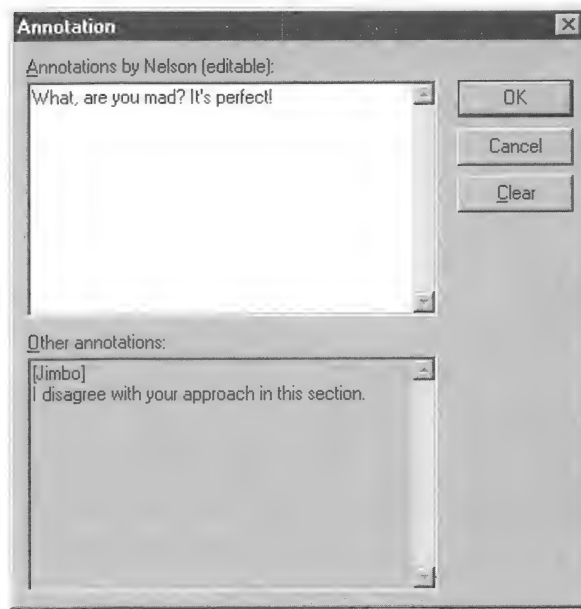 Annotation
Annotations by Nelson (editable):
What, are you mad? It's perfect!
OK
Cancel
Clear
Other annotations:
[Jimbo]
I disagree with your approach in this section.